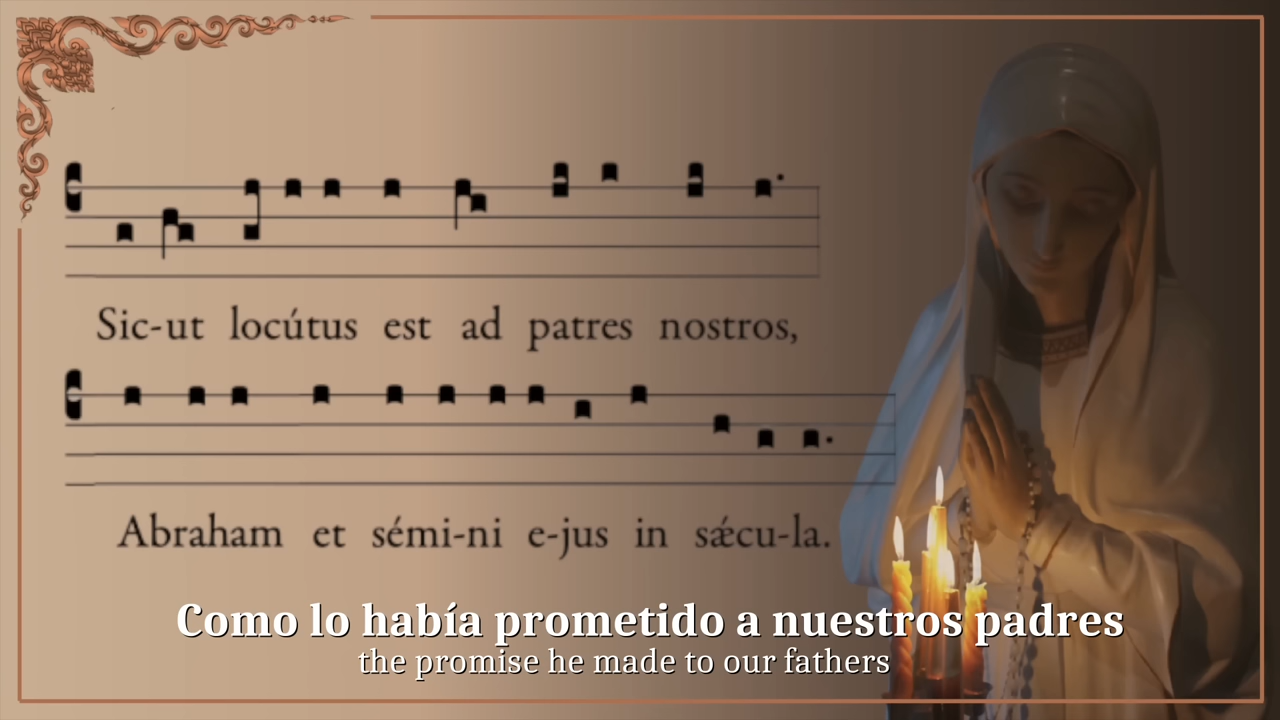 Sic-ut locútus est ad patres nostros,
Abraham et sémi-ni e-jus in sǽcu-la.
Como lo había prometido a nuestros padres
the promise he made to our fathers